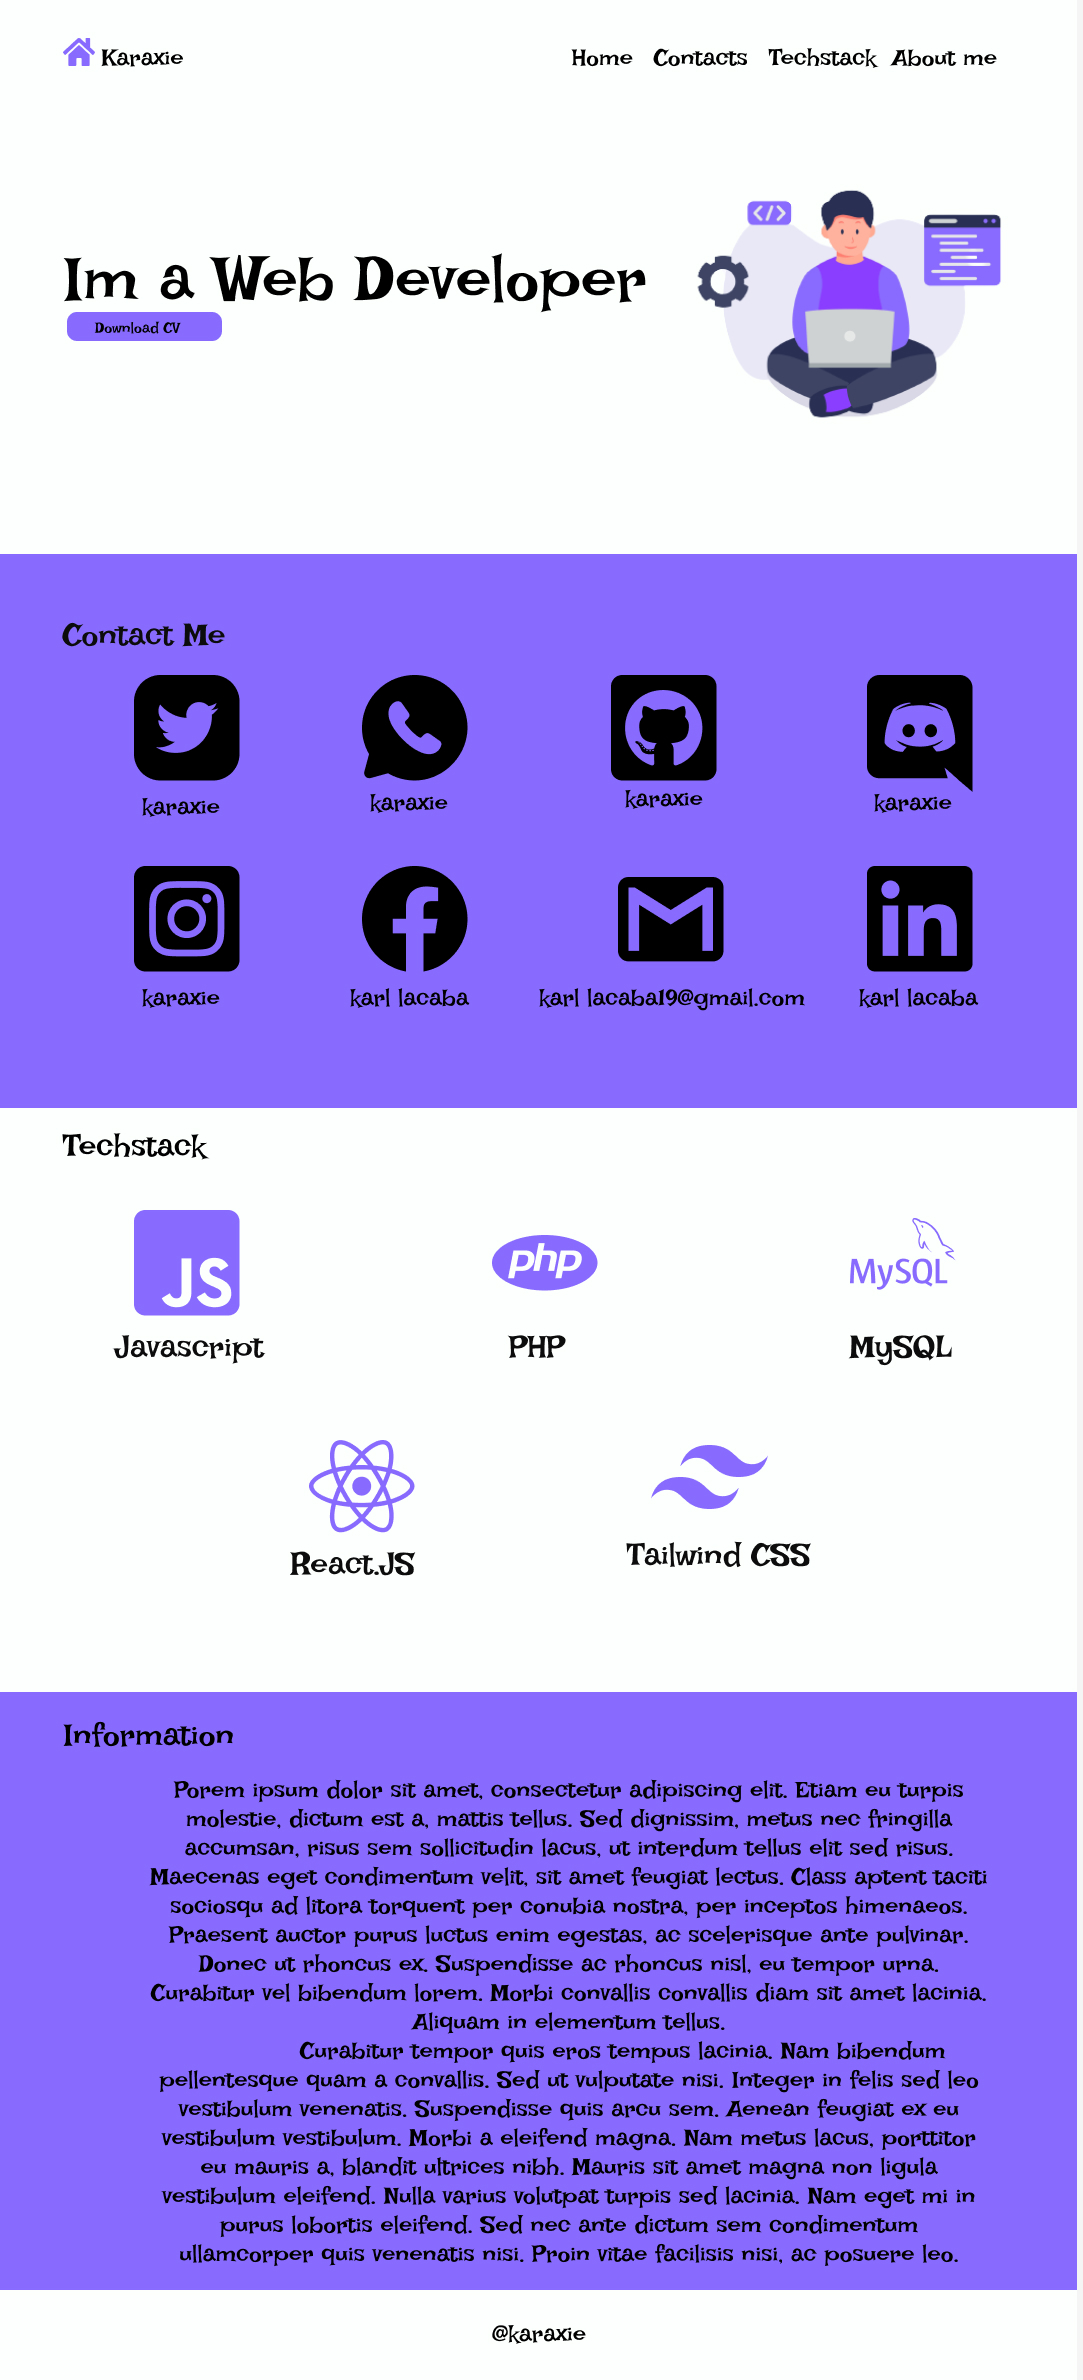 Karaxie
Home Contacts Techstack About me
</>
Im a Web Developer
Download CV
Contact Me
karaxie
karaxie
karaxie
karaxie
karaxie
karl lacaba
karl lacaba19@gmail.com
karl lacaba
Techstack
JS
php
MySQL
Javascript
PHP
MySQL
React.JS
Tailwind CSS
Information
Porem ipsum dolor sit amet, consectetur adipiscing elit. Etiam eu turpis
molestie, dictum est a, mattis tellus. Sed dignissim, metus nec fringilla
accumsan, risus sem sollicitudin lacus, ut interdum tellus elit sed risus.
Maecenas eget condimentum velit, sit amet feugiat lectus. Class aptent taciti
sociosqu ad litora torquent per conubia nostra, per inceptos himenaeos.
Praesent auctor purus luctus enim egestas, ac scelerisque ante pulvinar.
Donec ut rhoncus ex. Suspendisse ac rhoncus nisl, eu tempor urna.
Curabitur vel bibendum lorem. Morbi convallis convallis diam sit amet lacinia.
Aliquam in elementum tellus.
Curabitur tempor quis eros tempus lacinia. Nam bibendum
pellentesque quam a convallis. Sed ut vulputate nisi. Integer in felis sed leo
vestibulum venenatis. Suspendisse quis arcu sem. Aenean feugiat ex eu
vestibulum vestibulum. Morbi a eleifend magna. Nam metus lacus, porttitor
eu mauris a, blandit ultrices nibh. Mauris sit amet magna non ligula
vestibulum eleifend. Nulla varius volutpat turpis sed lacinia. Nam eget mi in
purus lobortis eleifend. Sed nec ante dictum sem condimentum
ullamcorper quis venenatis nisi. Proin vitae facilisis nisi, ac posuere leo.
@karaxie